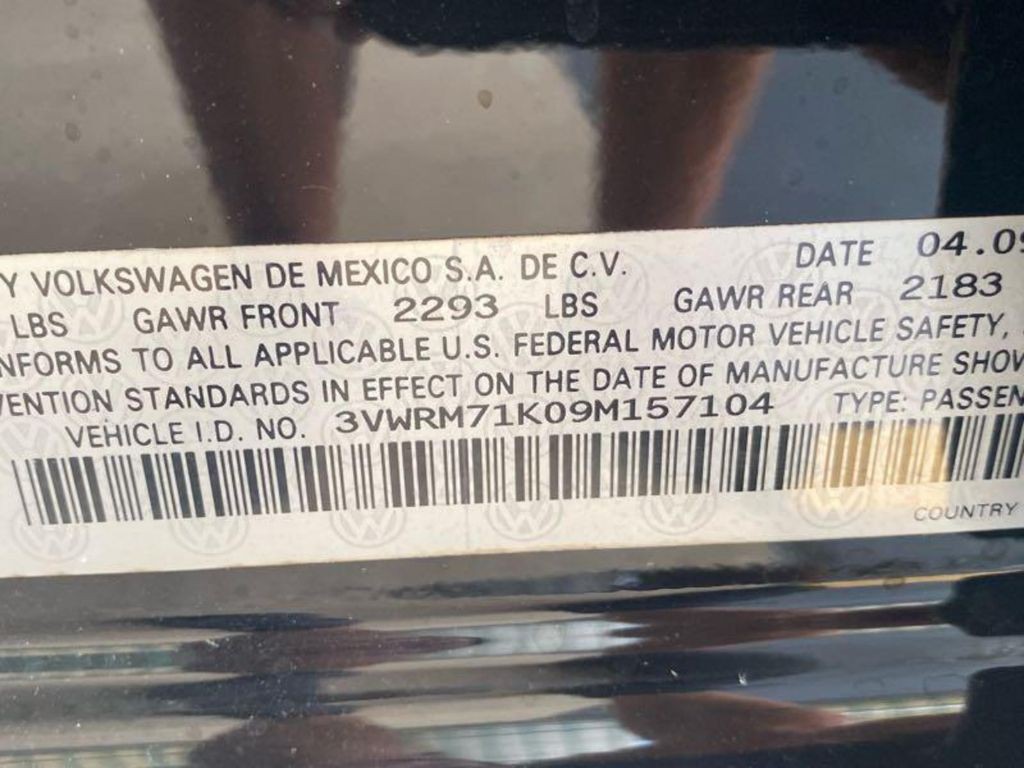 Y VOLKSWAGEN DE MEXICO S.A. DE C.V. DATE 04.09
LBS GAWR FRONT 2293 LBS GAWR REAR 2183
NFORMS TO ALL APPLICABLE U.S. FEDERAL MOTOR VEHICLE SAFETY,
VENTION STANDARDS IN EFFECT ON THE DATE OF MANUFACTURE SHOW
VEHICLE I.D. NO. 3VWRM71K09M157104 TYPE: PASSEN
COUNTRY